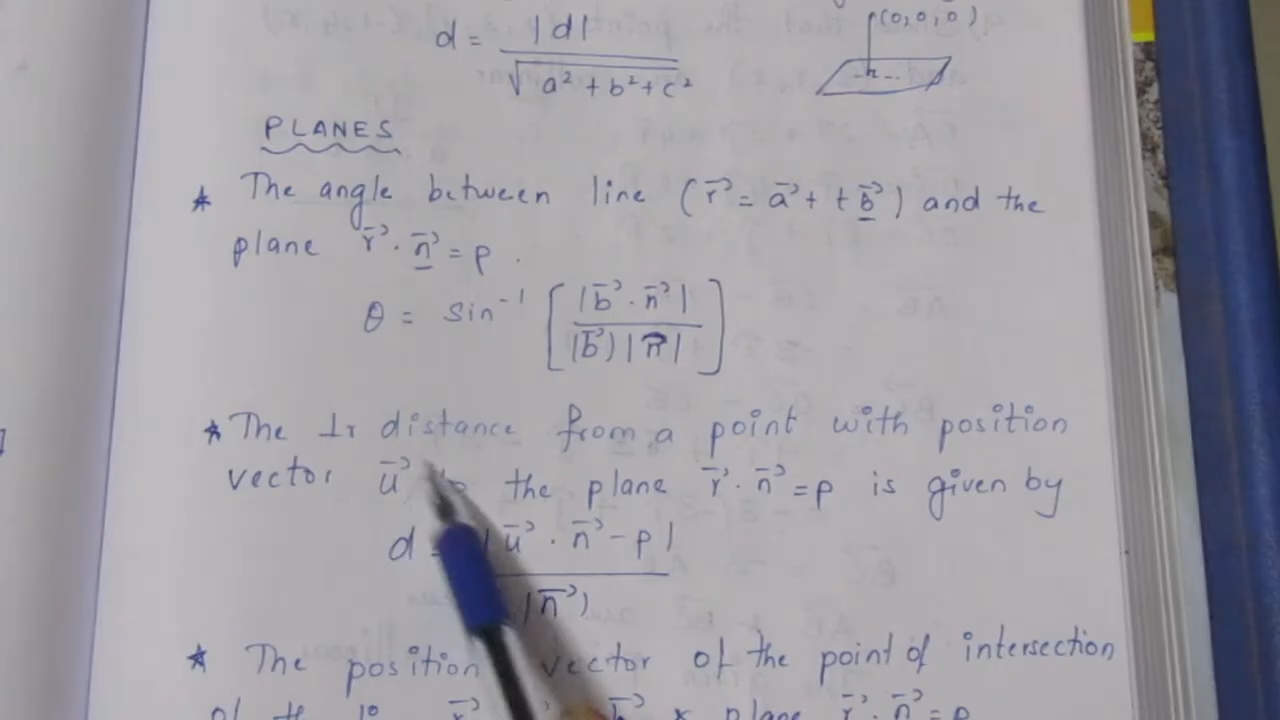 d = |d| / √a² + b² + c²
(0,0,0)
PLANES
* The angle between line (r⃗ = a⃗ + t b⃗) and the
plane r⃗ . n⃗ = p .
θ = sin⁻¹ [ |b⃗ . n⃗| / |b⃗| |n⃗| ]
* The ⊥r distance from a point with position
vector u⃗ the plane r⃗ . n⃗ = p is given by
d = |u⃗ . n⃗ - p| / |n⃗|
* The position vector of the point of intersection
plane r⃗ . n⃗ = p